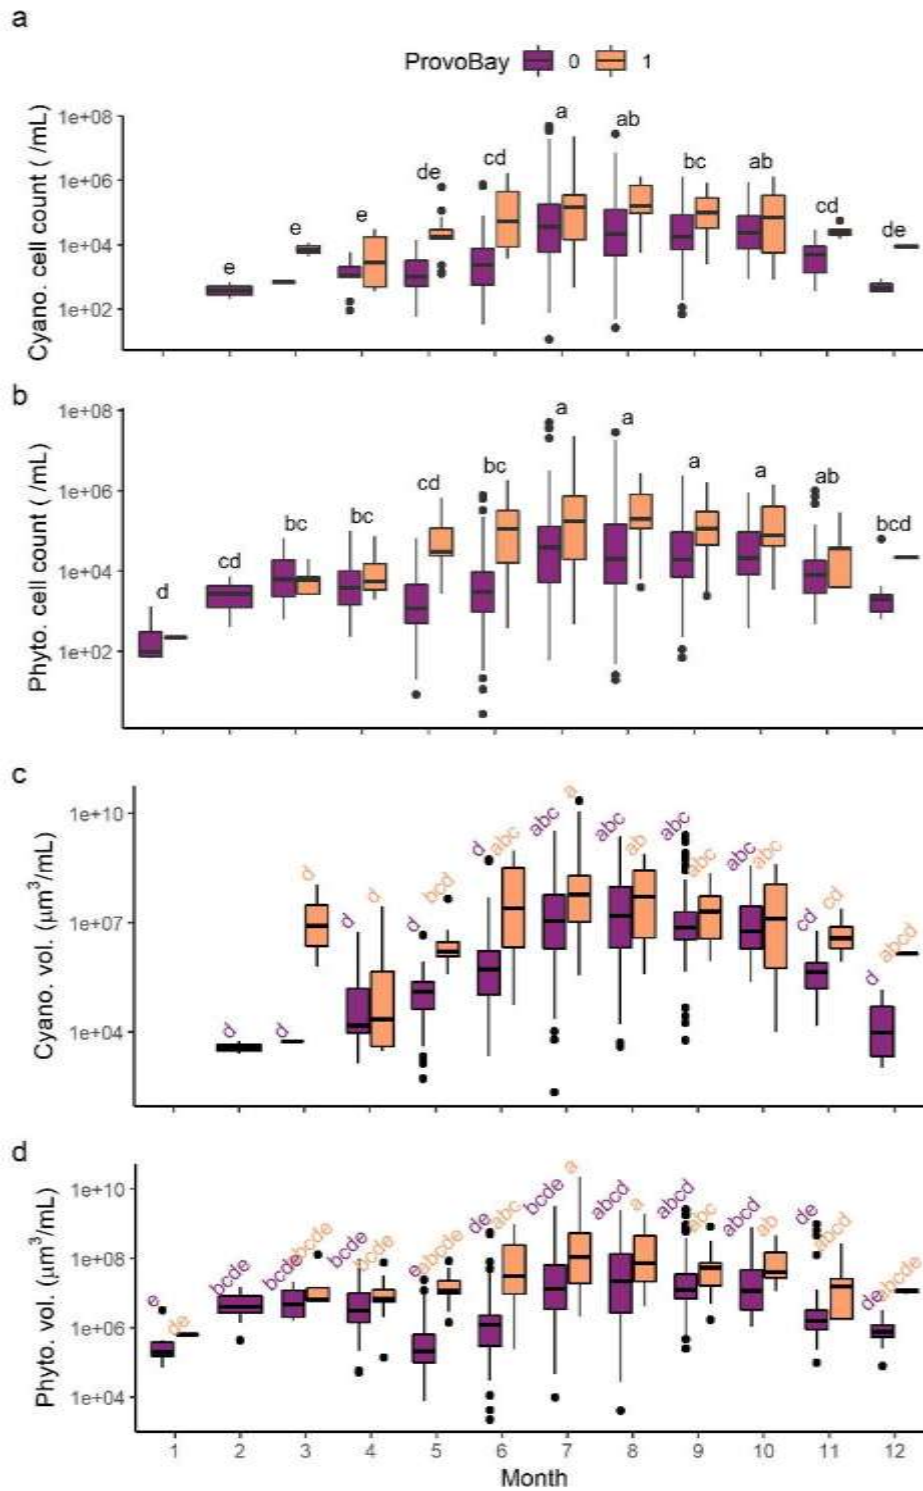 a
ProvoBay 0 1
Cyano. cell count ( /mL)
1e+08
1e+06
1e+04
1e+02
e e e de cd a ab bc ab cd de
b
Phyto. cell count ( /mL)
1e+08
1e+06
1e+04
1e+02
d cd bc bc cd bc a a a a ab bcd
c
Cyano. vol. (μm³/mL)
1e+10
1e+07
1e+04
d d d d d d bcd d abc abc a abc ab abc abc abc abc cd cd d abcd
d
Phyto. vol. (μm³/mL)
1e+10
1e+08
1e+06
1e+04
e de bcde bcde abcde bcde bcde e abcde de abc bcde a abcd a abcd abc abcd ab de abcd de abcde
1 2 3 4 5 6 7 8 9 10 11 12
Month